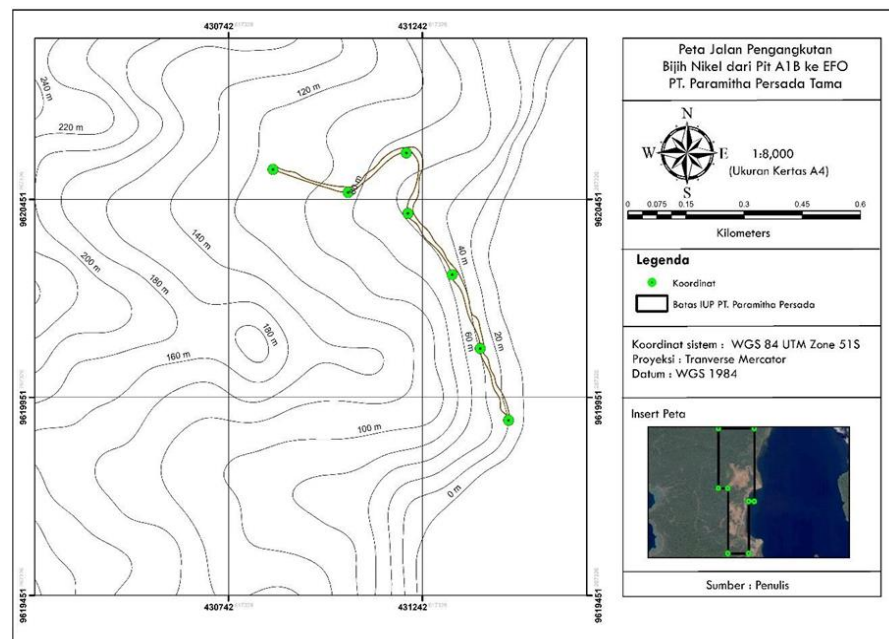 430742
431242
240 m
220 m
120 m
140 m
200 m
180 m
180 m
160 m
100 m
40 m
60 m
20 m
0 m
9620451
9620451
9619951
9619951
9619451
9619451
430742
431242
Peta Jalan Pengangkutan
Bijih Nikel dari Pit A1B ke EFO
PT. Paramitha Persada Tama
N
W E
S
1:8,000
(Ukuran Kertas A4)
0 0.075 0.15 0.3 0.45 0.6
Kilometers
Legenda
Koordinat
Batas IUP PT. Paramitha Persada
Koordinat sistem : WGS 84 UTM Zone 51S
Proyeksi : Tranverse Mercator
Datum : WGS 1984
Insert Peta
Sumber : Penulis